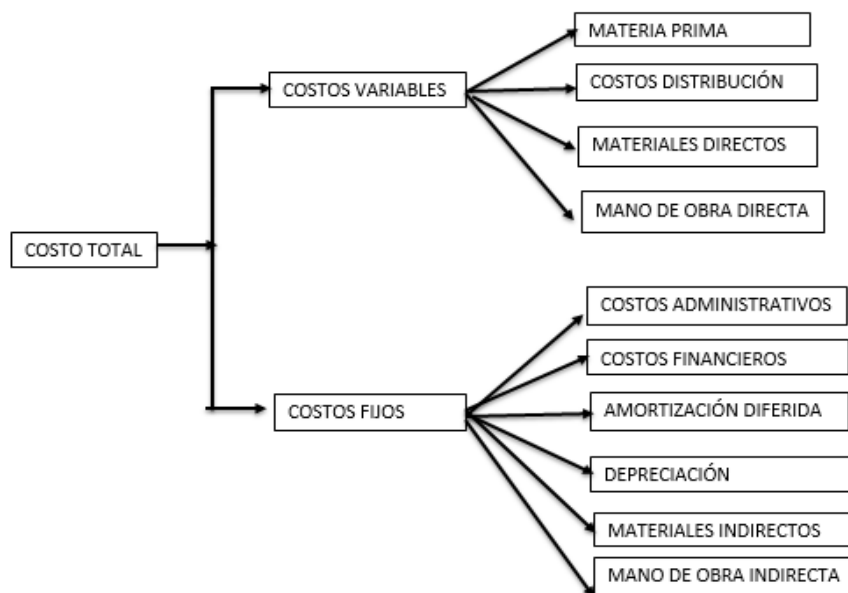 COSTO TOTAL
COSTOS VARIABLES
MATERIA PRIMA
COSTOS DISTRIBUCIÓN
MATERIALES DIRECTOS
MANO DE OBRA DIRECTA
COSTOS FIJOS
COSTOS ADMINISTRATIVOS
COSTOS FINANCIEROS
AMORTIZACIÓN DIFERIDA
DEPRECIACIÓN
MATERIALES INDIRECTOS
MANO DE OBRA INDIRECTA